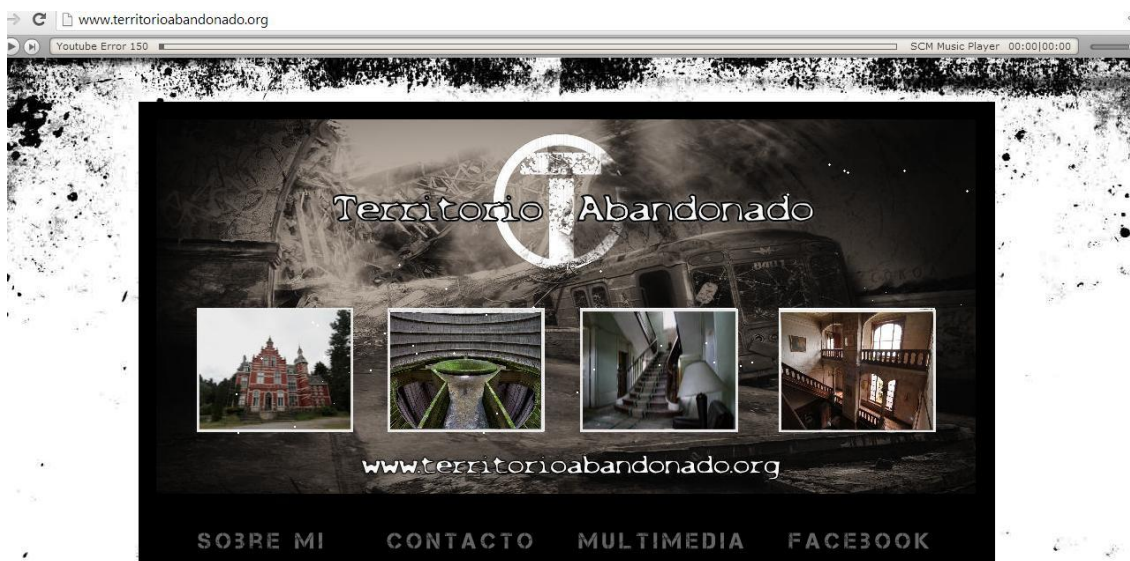 www.territorioabandonado.org
Youtube Error 150 SCM Music Player 00:00|00:00
T
Territorio Abandonado
www.territorioabandonado.org
SOBRE MI CONTACTO MULTIMEDIA FACEBOOK